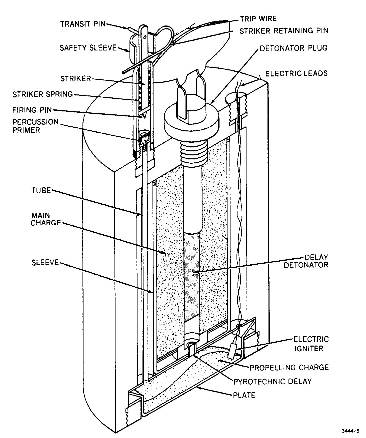 TRANSIT PIN
TRIP WIRE
STRIKER RETAINING PIN
SAFETY SLEEVE
DETONATOR PLUG
STRIKER
ELECTRIC LEADS
STRIKER SPRING
FIRING PIN
PERCUSSION
PRIMER
TUBE
MAIN
CHARGE
SLEEVE
DELAY
DETONATOR
ELECTRIC
IGNITER
PROPELLING CHARGE
PYROTECHNIC DELAY
PLATE
3444-5